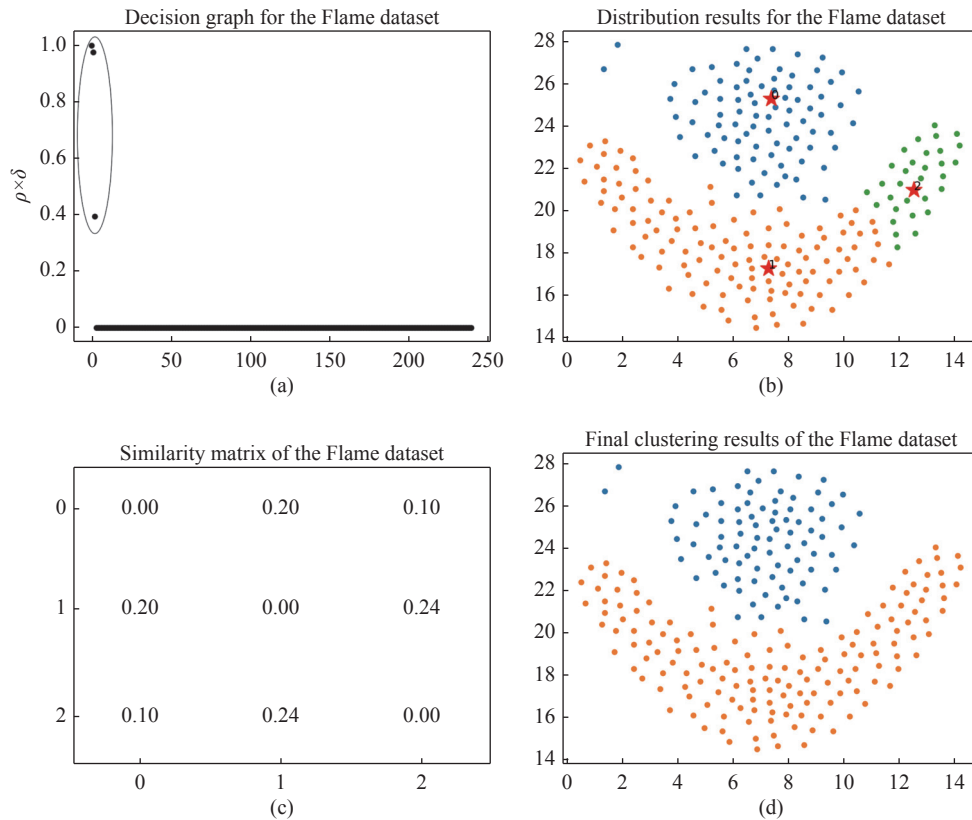 Decision graph for the Flame dataset
1.0
0.8
0.6
0.4
0.2
0
ρ×δ
0 50 100 150 200 250
(a)
Distribution results for the Flame dataset
28
26
24
22
20
18
16
14
0
2
1
0 2 4 6 8 10 12 14
(b)
Similarity matrix of the Flame dataset
0 0.00 0.20 0.10
1 0.20 0.00 0.24
2 0.10 0.24 0.00
0 1 2
(c)
Final clustering results of the Flame dataset
28
26
24
22
20
18
16
14
0 2 4 6 8 10 12 14
(d)